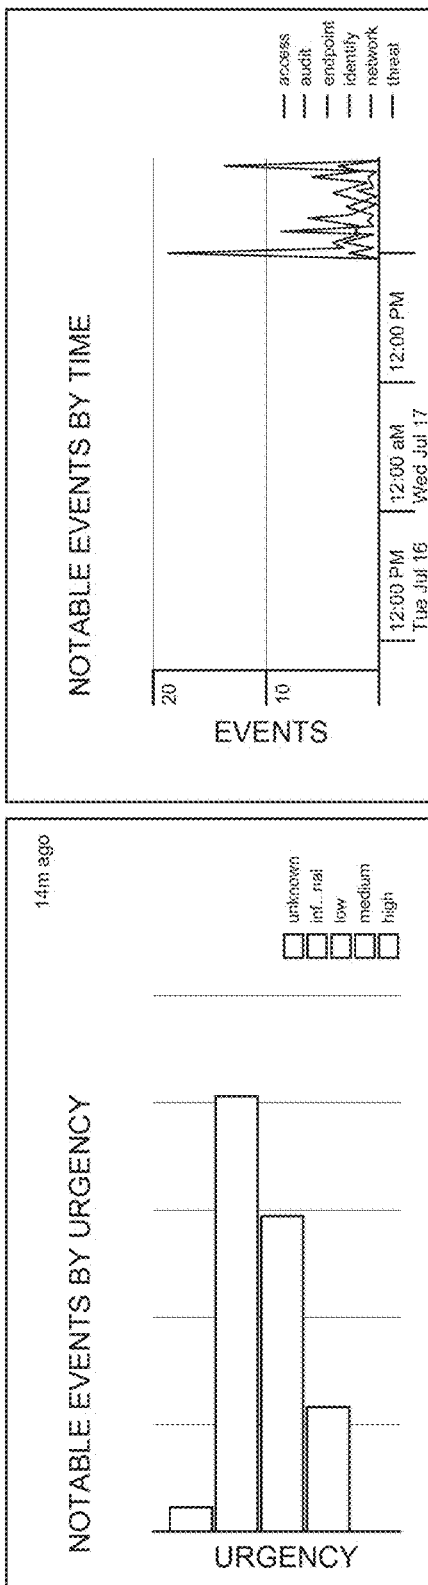 NOTABLE EVENTS BY URGENCY
14m ago
URGENCY
unknown
inf...nal
low
medium
high
NOTABLE EVENTS BY TIME
EVENTS
20
10
12:00 PM
Tue Jul 16
12:00 aM
Wed Jul 17
12:00 PM
access
audit
endpoint
identify
network
threat